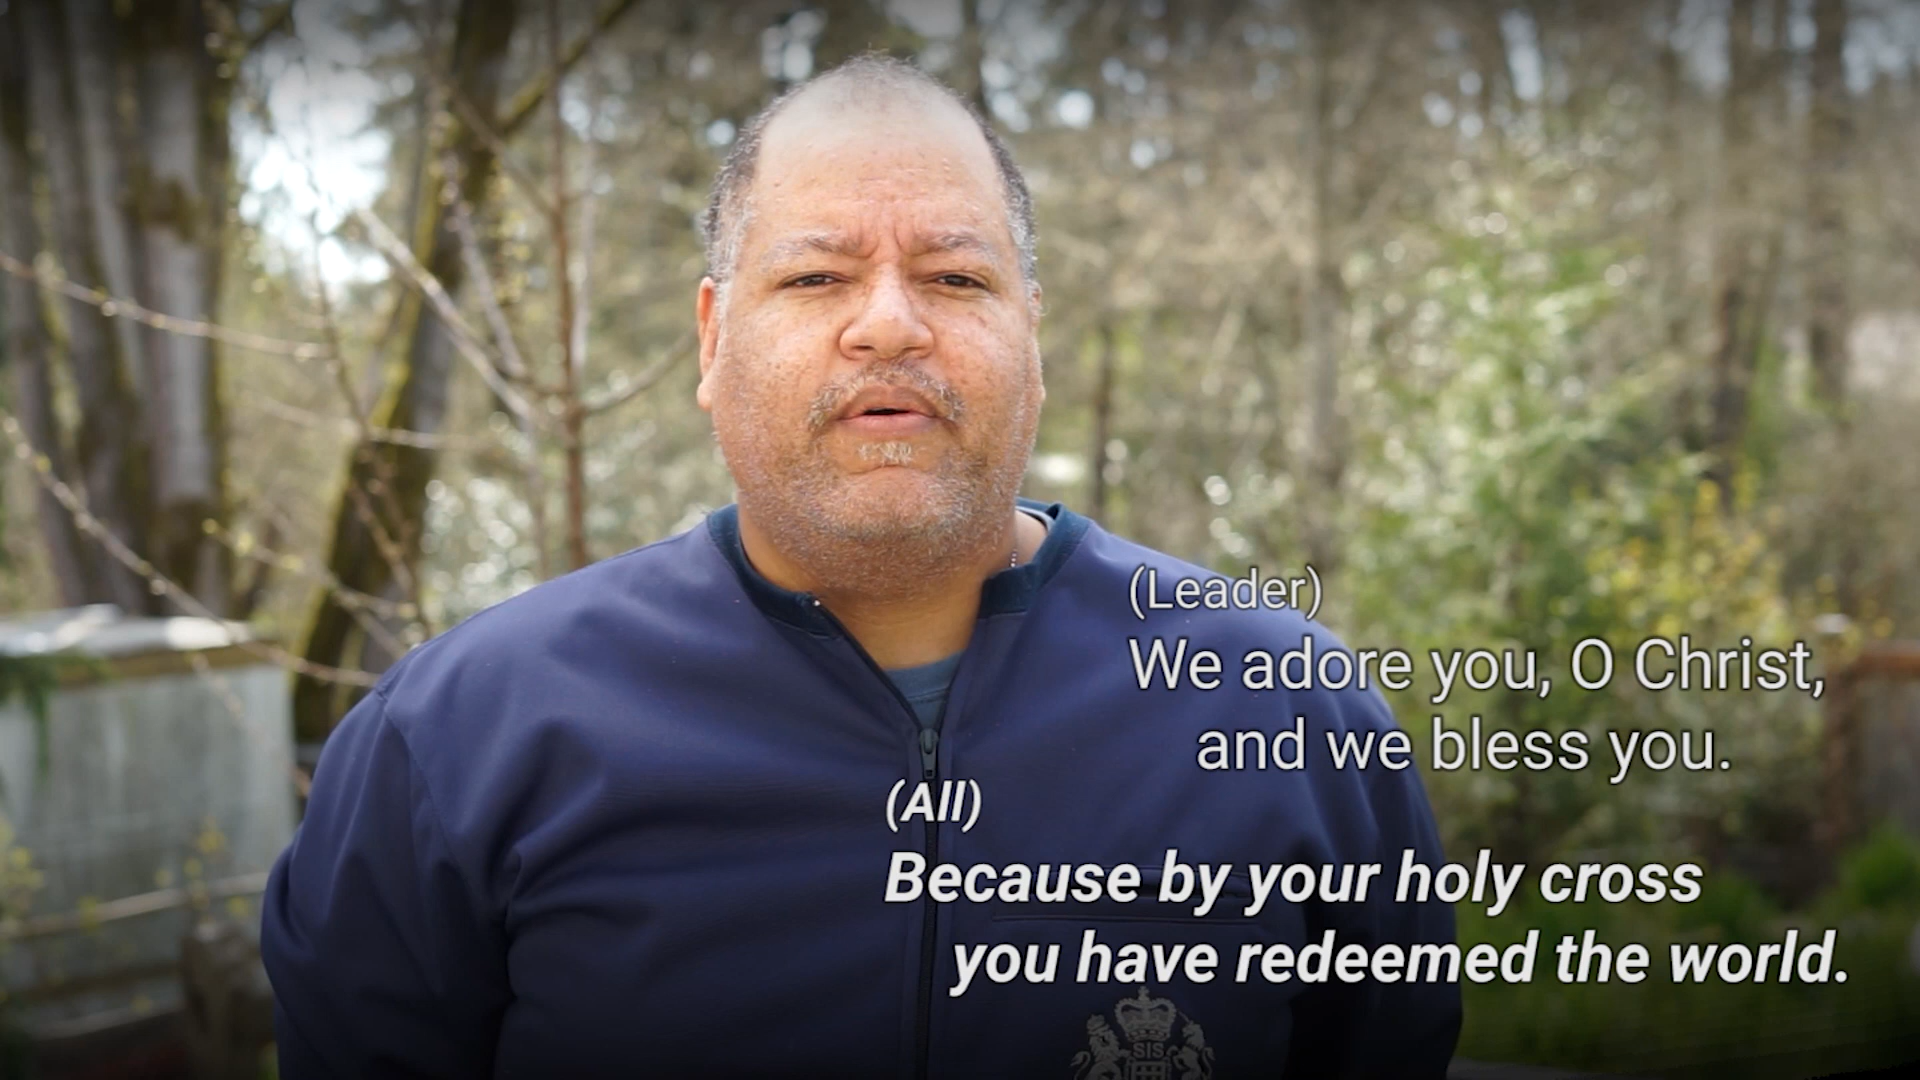 (Leader)
We adore you, O Christ,
and we bless you.
(All)
Because by your holy cross
you have redeemed the world.
SIS